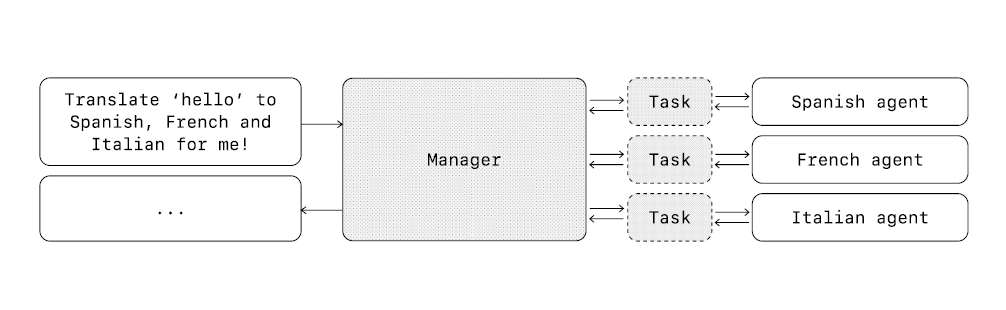 Translate ‘hello’ to
Spanish, French and
Italian for me!
...
Manager
Task
Spanish agent
Task
French agent
Task
Italian agent